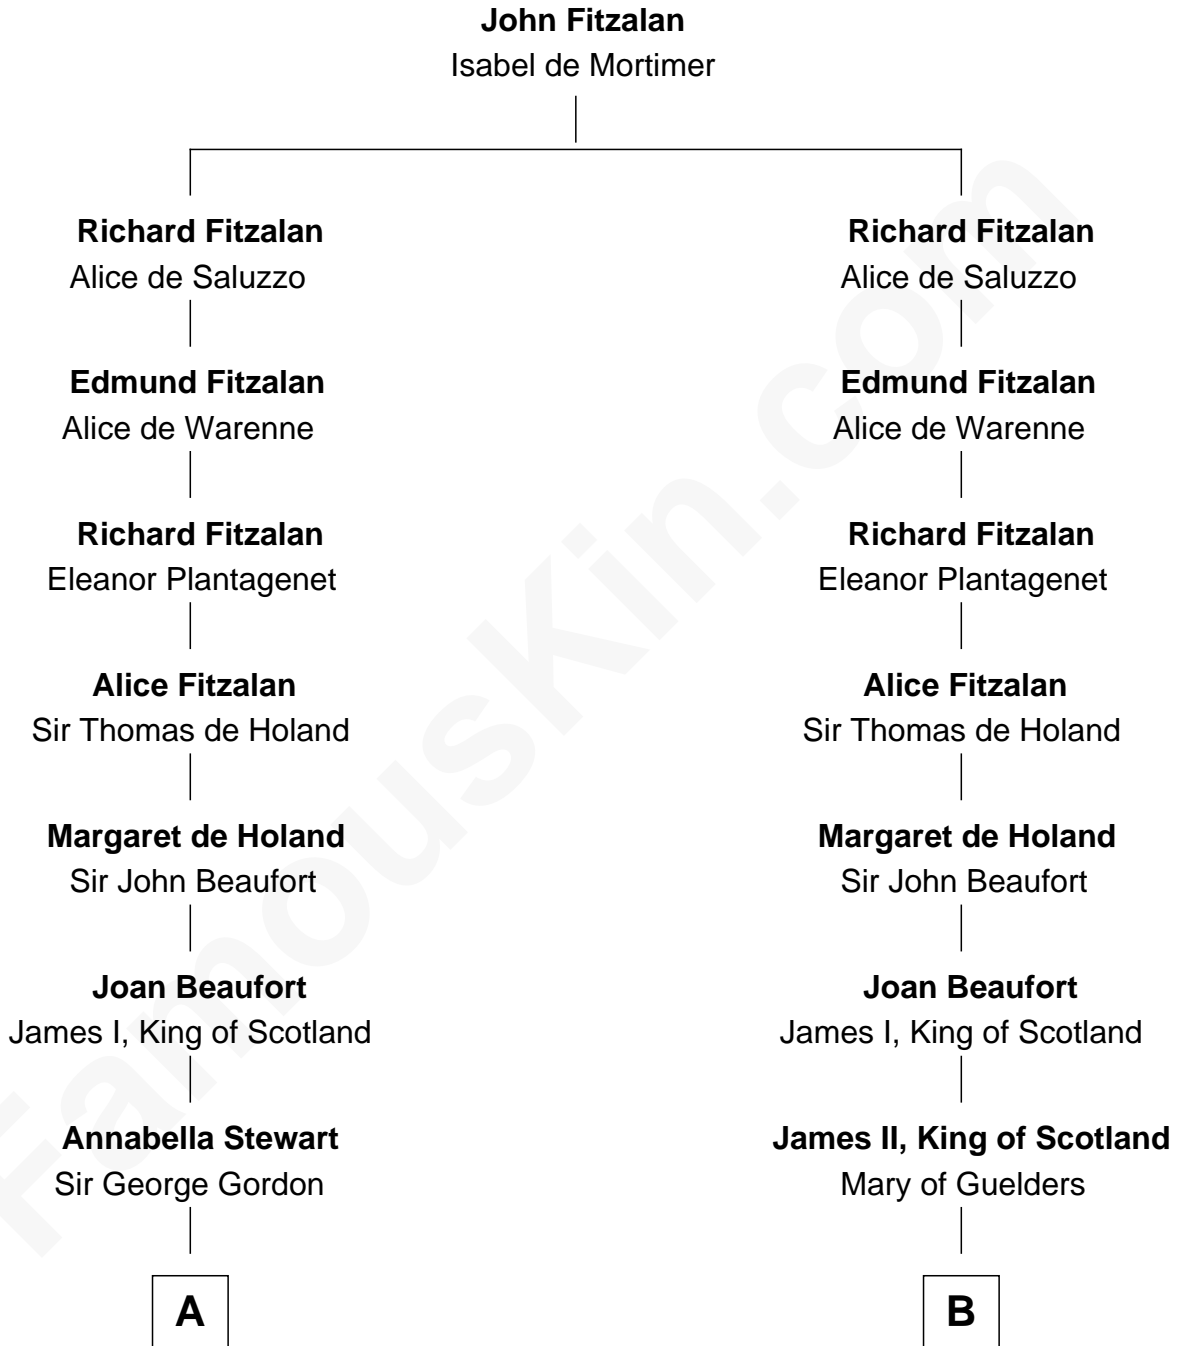 John Fitzalan
Isabel de Mortimer
Richard Fitzalan
Alice de Saluzzo
Edmund Fitzalan
Alice de Warenne
Richard Fitzalan
Eleanor Plantagenet
Alice Fitzalan
Sir Thomas de Holand
Margaret de Holand
Sir John Beaufort
Joan Beaufort
James I, King of Scotland
Annabella Stewart
Sir George Gordon
A
Richard Fitzalan
Alice de Saluzzo
Edmund Fitzalan
Alice de Warenne
Richard Fitzalan
Eleanor Plantagenet
Alice Fitzalan
Sir Thomas de Holand
Margaret de Holand
Sir John Beaufort
Joan Beaufort
James I, King of Scotland
James II, King of Scotland
Mary of Guelders
B
FamousKin.com